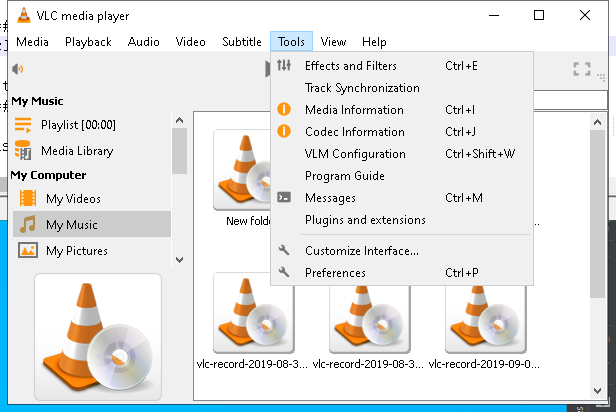 VLC media player
Media Playback Audio Video Subtitle Tools View Help
Effects and Filters Ctrl+E
Track Synchronization
Media Information Ctrl+I
Codec Information Ctrl+J
VLM Configuration Ctrl+Shift+W
Program Guide
Messages Ctrl+M
Plugins and extensions
Customize Interface...
Preferences Ctrl+P
My Music
Playlist [00:00]
Media Library
My Computer
My Videos
My Music
My Pictures
vlc-record-2019-08-3... vlc-record-2019-08-3... vlc-record-2019-09-0...